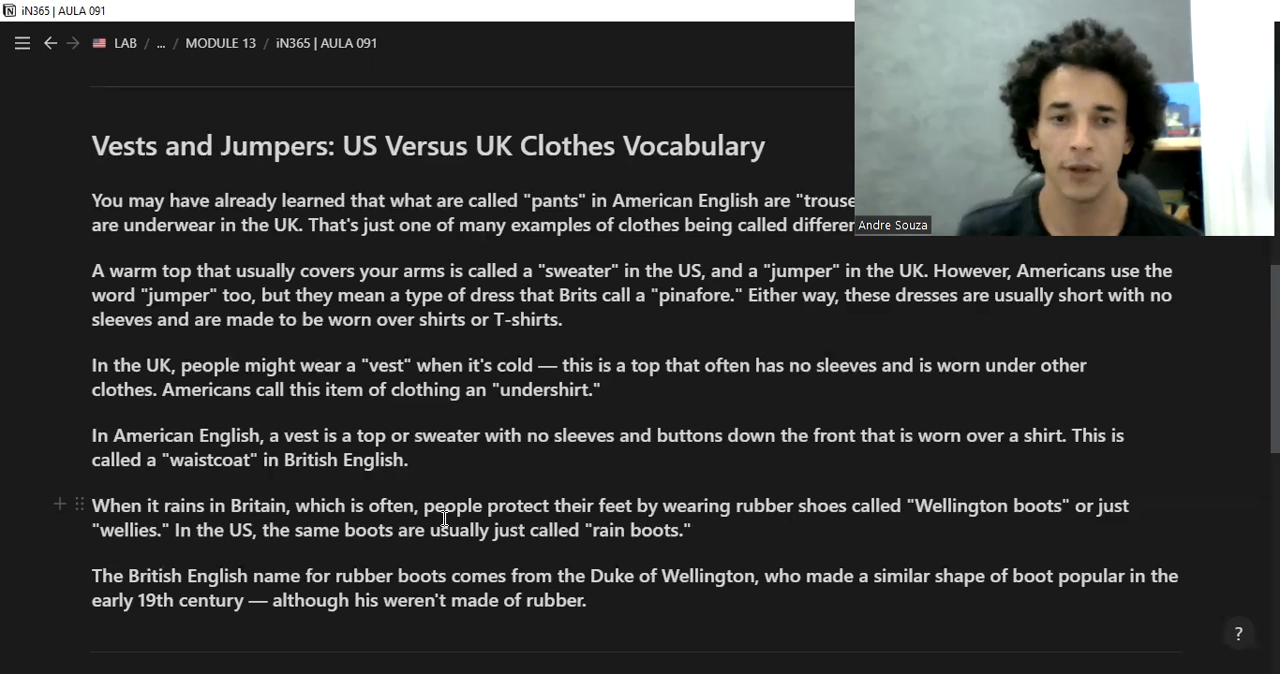 iN365 | AULA 091
LAB / ... / MODULE 13 / iN365 | AULA 091
Vests and Jumpers: US Versus UK Clothes Vocabulary
You may have already learned that what are called "pants" in American English are
are underwear in the UK. That's just one of many examples of clothes being called
Andre Souza
A warm top that usually covers your arms is called a "sweater" in the US, and a "jumper" in the UK. However, Americans use the
word "jumper" too, but they mean a type of dress that Brits call a "pinafore." Either way, these dresses are usually short with no
sleeves and are made to be worn over shirts or T-shirts.
In the UK, people might wear a "vest" when it's cold — this is a top that often has no sleeves and is worn under other
clothes. Americans call this item of clothing an "undershirt."
In American English, a vest is a top or sweater with no sleeves and buttons down the front that is worn over a shirt. This is
called a "waistcoat" in British English.
When it rains in Britain, which is often, people protect their feet by wearing rubber shoes called "Wellington boots" or just
"wellies." In the US, the same boots are usually just called "rain boots."
The British English name for rubber boots comes from the Duke of Wellington, who made a similar shape of boot popular in the
early 19th century — although his weren't made of rubber.
?